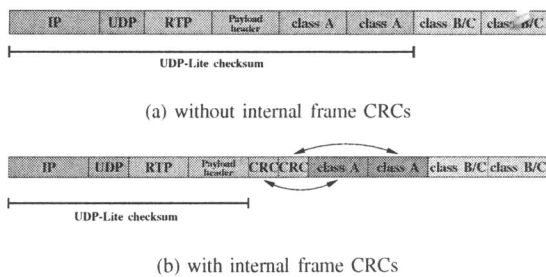 IP UDP RTP Payload header class A class A class B/C class B/C
UDP-Lite checksum
(a) without internal frame CRCs
IP UDP RTP Payload header CRC CRC class A class A class B/C class B/C
UDP-Lite checksum
(b) with internal frame CRCs